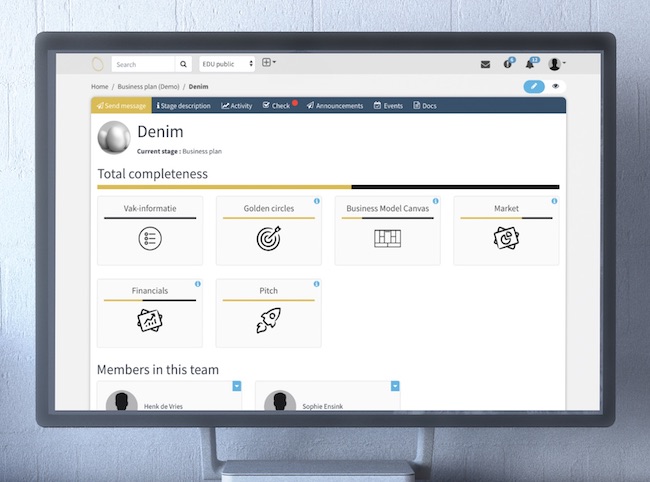 Search
EDU public
6
13
Home / Business plan (Demo) / Denim
Send message
Stage description
Activity
Check
Announcements
Events
Docs
Denim
Current stage : Business plan
Total completeness
Vak-informatie
Golden circles
Business Model Canvas
Market
Financials
Pitch
Members in this team
Henk de Vries
Sophie Ensink